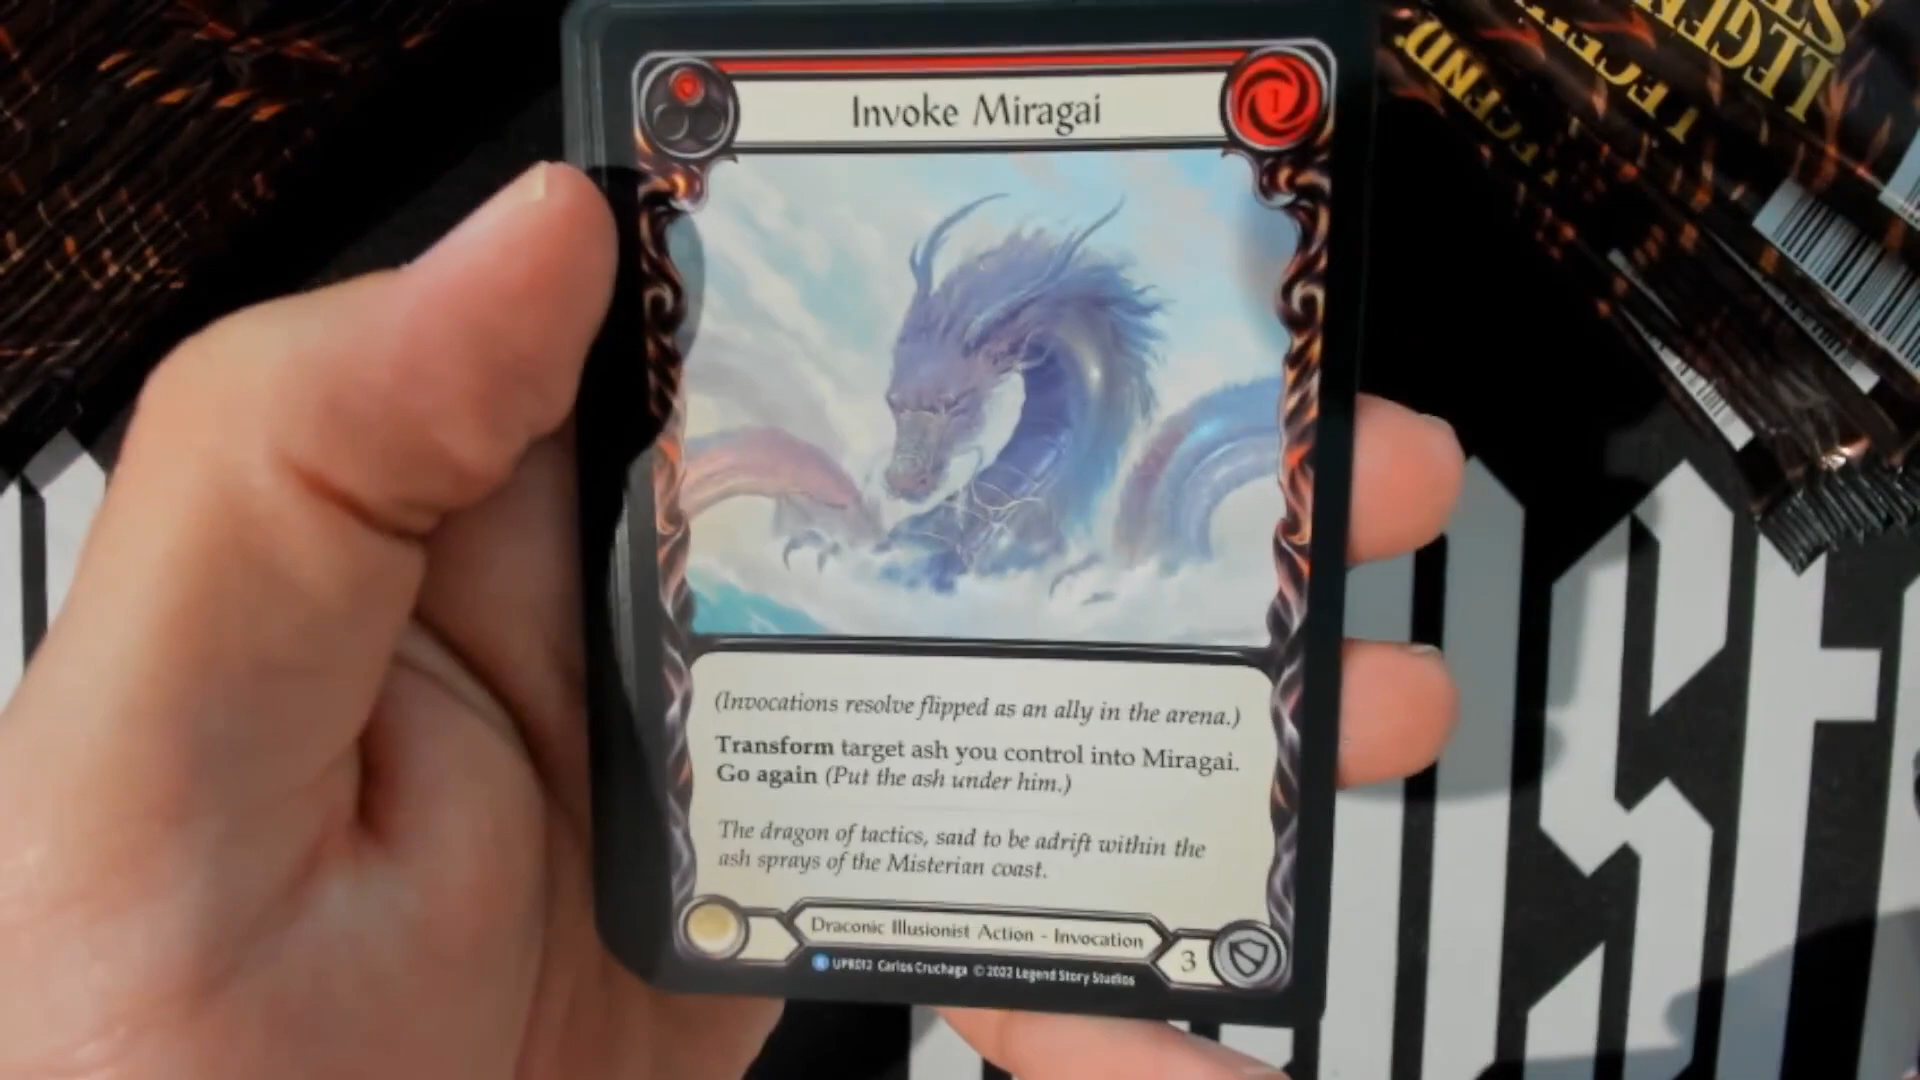 Invoke Miragai
1
(Invocations resolve flipped as an ally in the arena.)
Transform target ash you control into Miragai.
Go again (Put the ash under him.)
The dragon of tactics, said to be adrift within the
ash sprays of the Misterian coast.
Draconic Illusionist Action - Invocation
3
R UPR012 Carlos Cruchaga © 2022 Legend Story Studios
LEGEND